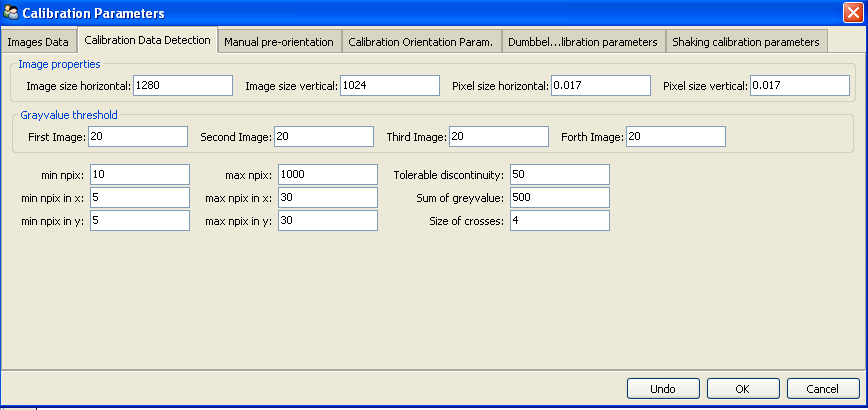 Calibration Parameters
Images Data Calibration Data Detection Manual pre-orientation Calibration Orientation Param. Dumbbel...libration parameters Shaking calibration parameters
Image properties
Image size horizontal: 1280 Image size vertical: 1024 Pixel size horizontal: 0.017 Pixel size vertical: 0.017
Grayvalue threshold
First Image: 20 Second Image: 20 Third Image: 20 Forth Image: 20
min npix: 10 max npix: 1000 Tolerable discontinuity: 50
min npix in x: 5 max npix in x: 30 Sum of greyvalue: 500
min npix in y: 5 max npix in y: 30 Size of crosses: 4
Undo OK Cancel